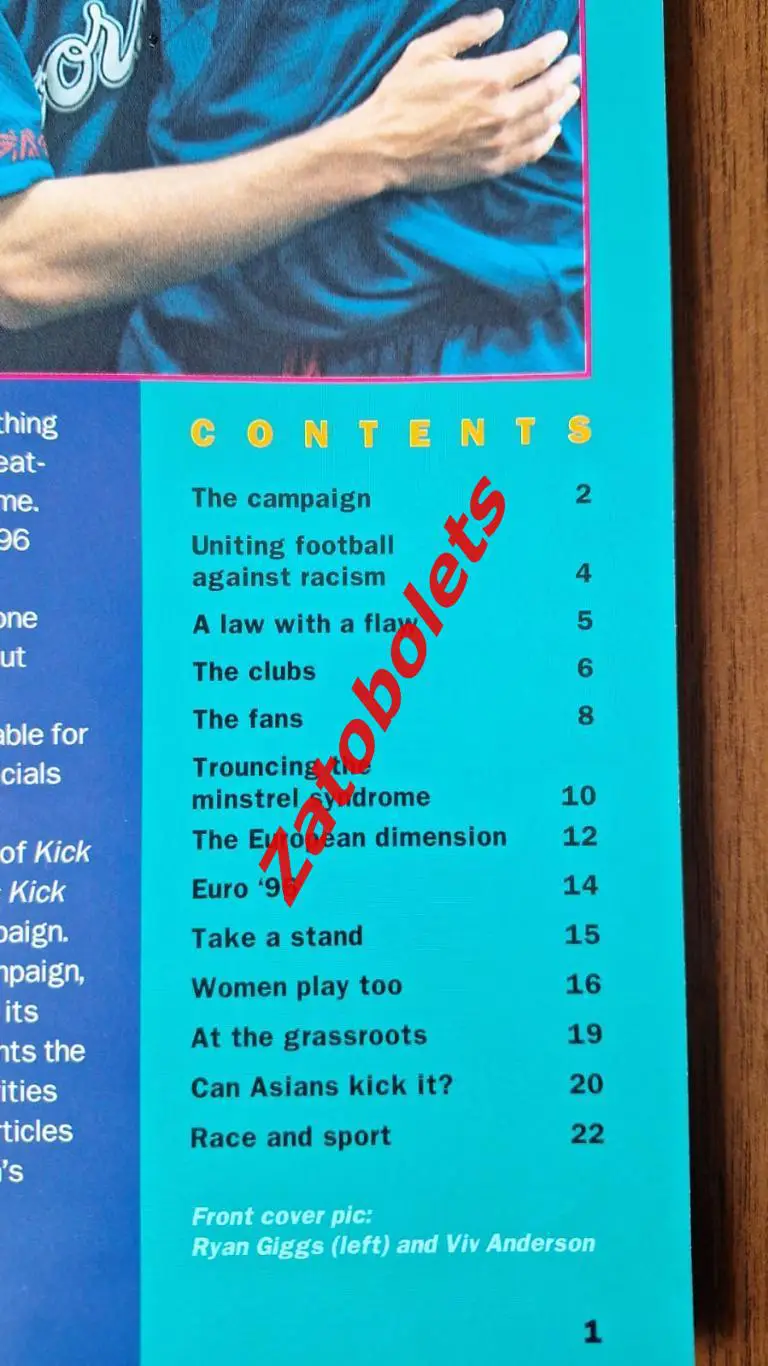 or!
thing
eat-
me.
96
one
ut
able for
cials
of Kick
Kick
paign.
mpaign,
its
nts the
ities
rticles
's
CONTENTS
The campaign 2
Uniting football
against racism 4
A law with a flaw 5
The clubs 6
The fans 8
Trouncing the
minstrel syndrome 10
The European dimension 12
Euro '96 14
Take a stand 15
Women play too 16
At the grassroots 19
Can Asians kick it? 20
Race and sport 22
Front cover pic:
Ryan Giggs (left) and Viv Anderson
1
Zatobolets